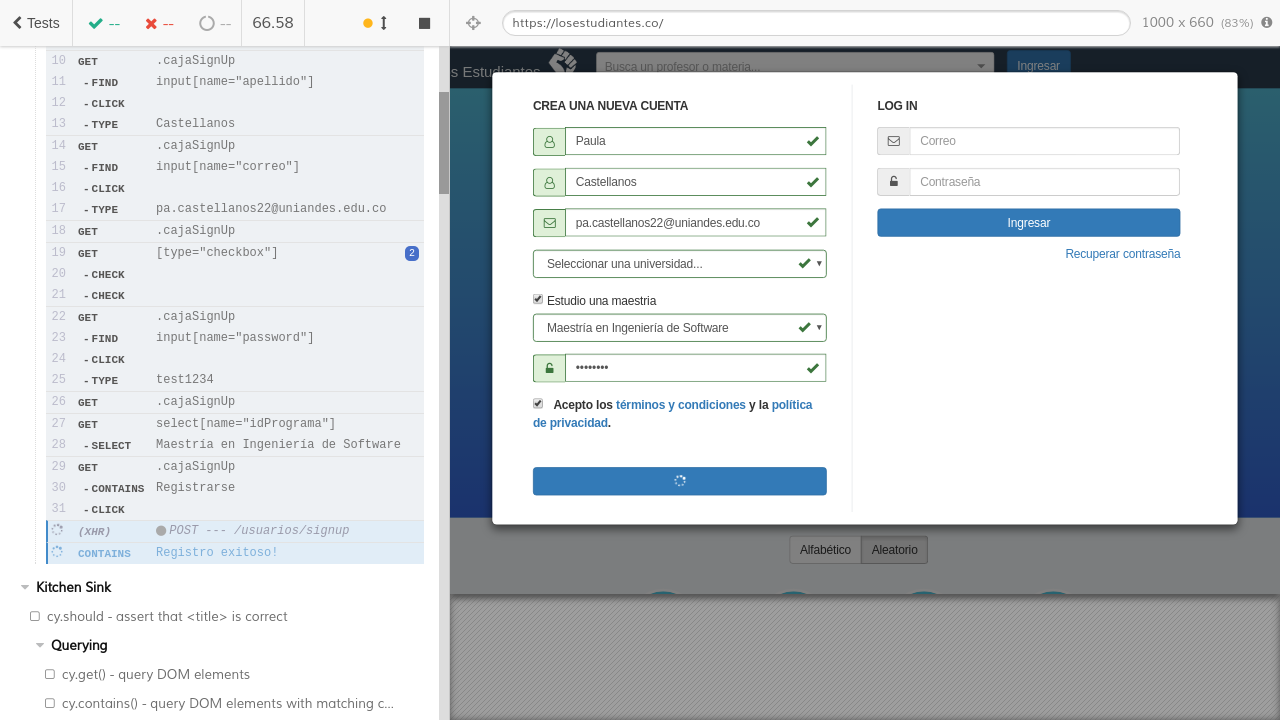 Tests
--
--
--
66.58
https://losestudiantes.co/
1000 x 660 (83%)
10 GET .cajaSignUp
11 - FIND input[name="apellido"]
12 - CLICK
13 - TYPE Castellanos
14 GET .cajaSignUp
15 - FIND input[name="correo"]
16 - CLICK
17 - TYPE pa.castellanos22@uniandes.edu.co
18 GET .cajaSignUp
19 GET [type="checkbox"] 2
20 - CHECK
21 - CHECK
22 GET .cajaSignUp
23 - FIND input[name="password"]
24 - CLICK
25 - TYPE test1234
26 GET .cajaSignUp
27 GET select[name="idPrograma"]
28 - SELECT Maestría en Ingeniería de Software
29 GET .cajaSignUp
30 - CONTAINS Registrarse
31 - CLICK
(XHR) POST --- /usuarios/signup
CONTAINS Registro exitoso!
Kitchen Sink
cy.should - assert that <title> is correct
Querying
cy.get() - query DOM elements
cy.contains() - query DOM elements with matching c...
s Estudiantes
Busca un profesor o materia...
Ingresar
CREA UNA NUEVA CUENTA
Paula
Castellanos
pa.castellanos22@uniandes.edu.co
Seleccionar una universidad...
Estudio una maestria
Maestría en Ingeniería de Software
••••••••
Acepto los términos y condiciones y la política
de privacidad.
LOG IN
Correo
Contraseña
Ingresar
Recuperar contraseña
Alfabético
Aleatorio